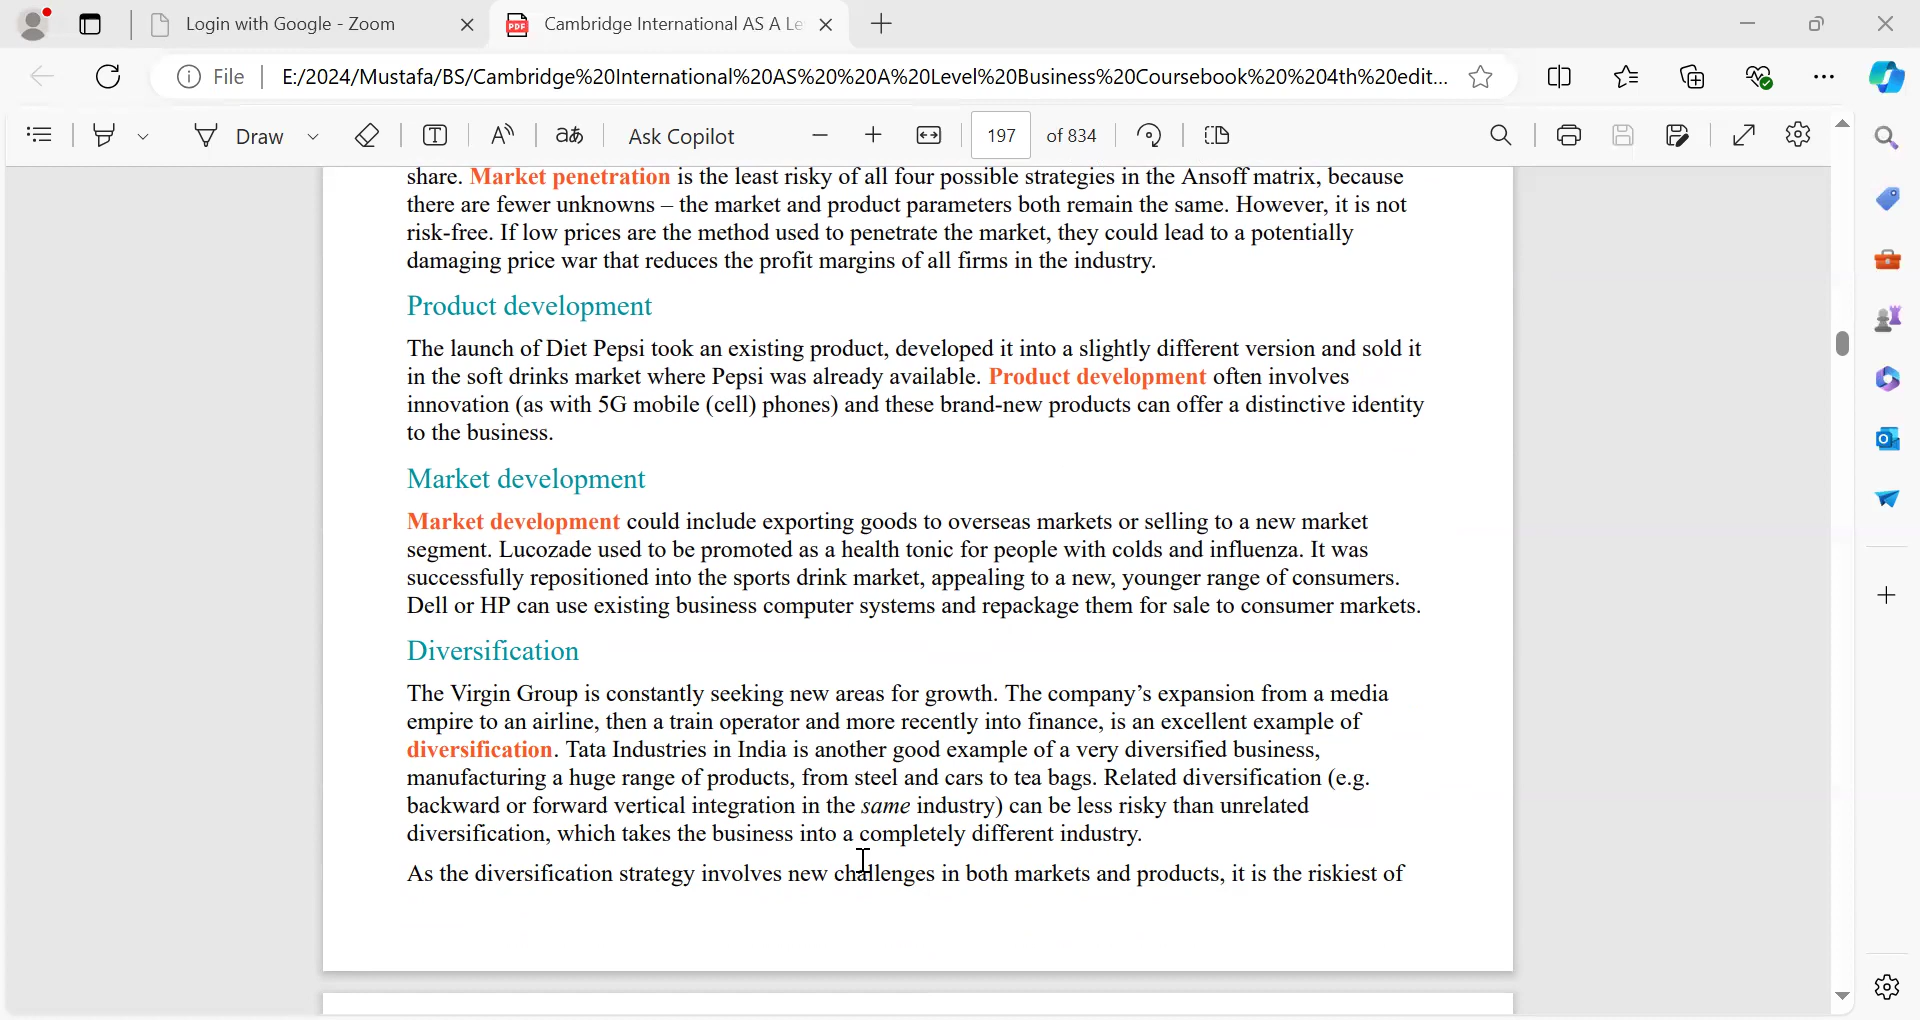 Login with Google - Zoom
Cambridge International AS A Le
File
E:/2024/Mustafa/BS/Cambridge%20International%20AS%20%20A%20Level%20Business%20Coursebook%20%204th%20edit...
Draw
Ask Copilot
197 of 834
share. Market penetration is the least risky of all four possible strategies in the Ansoff matrix, because
there are fewer unknowns – the market and product parameters both remain the same. However, it is not
risk-free. If low prices are the method used to penetrate the market, they could lead to a potentially
damaging price war that reduces the profit margins of all firms in the industry.
Product development
The launch of Diet Pepsi took an existing product, developed it into a slightly different version and sold it
in the soft drinks market where Pepsi was already available. Product development often involves
innovation (as with 5G mobile (cell) phones) and these brand-new products can offer a distinctive identity
to the business.
Market development
Market development could include exporting goods to overseas markets or selling to a new market
segment. Lucozade used to be promoted as a health tonic for people with colds and influenza. It was
successfully repositioned into the sports drink market, appealing to a new, younger range of consumers.
Dell or HP can use existing business computer systems and repackage them for sale to consumer markets.
Diversification
The Virgin Group is constantly seeking new areas for growth. The company’s expansion from a media
empire to an airline, then a train operator and more recently into finance, is an excellent example of
diversification. Tata Industries in India is another good example of a very diversified business,
manufacturing a huge range of products, from steel and cars to tea bags. Related diversification (e.g.
backward or forward vertical integration in the same industry) can be less risky than unrelated
diversification, which takes the business into a completely different industry.
As the diversification strategy involves new challenges in both markets and products, it is the riskiest of